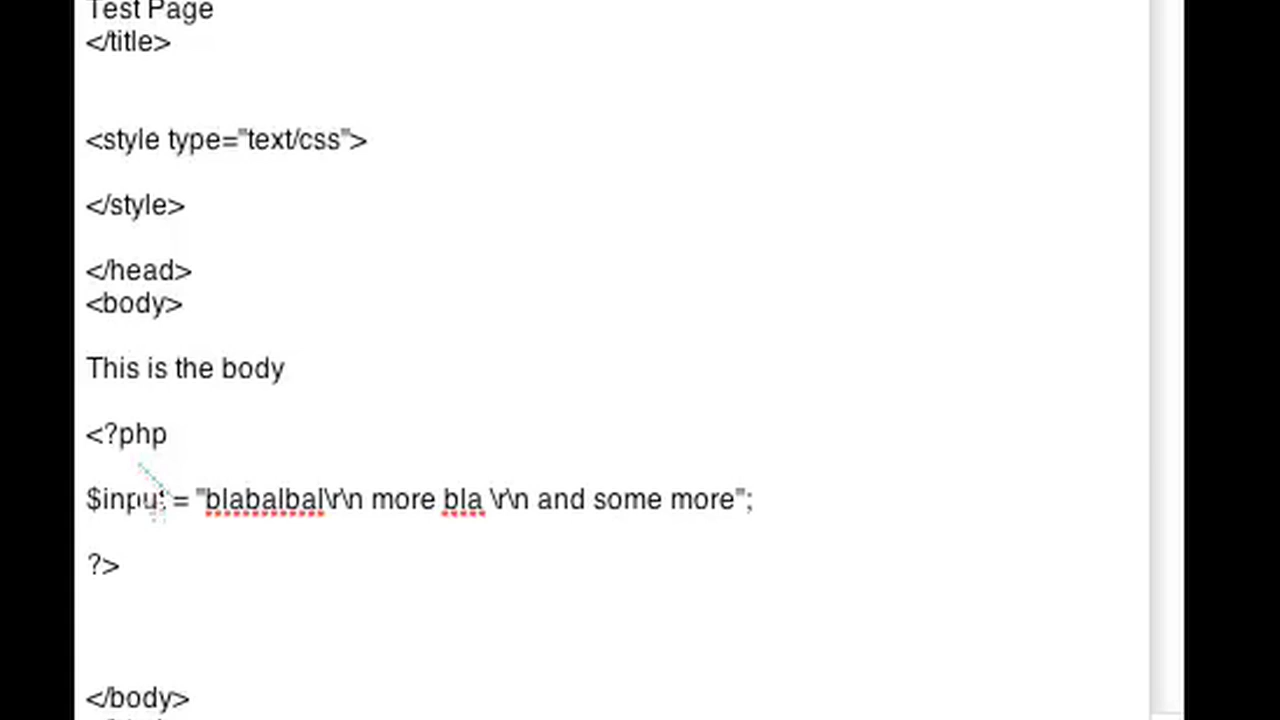 Test Page
</title>
<style type="text/css">
</style>
</head>
<body>
This is the body
<?php
$input = "blabalbal\r\n more bla \r\n and some more";
?>
</body>